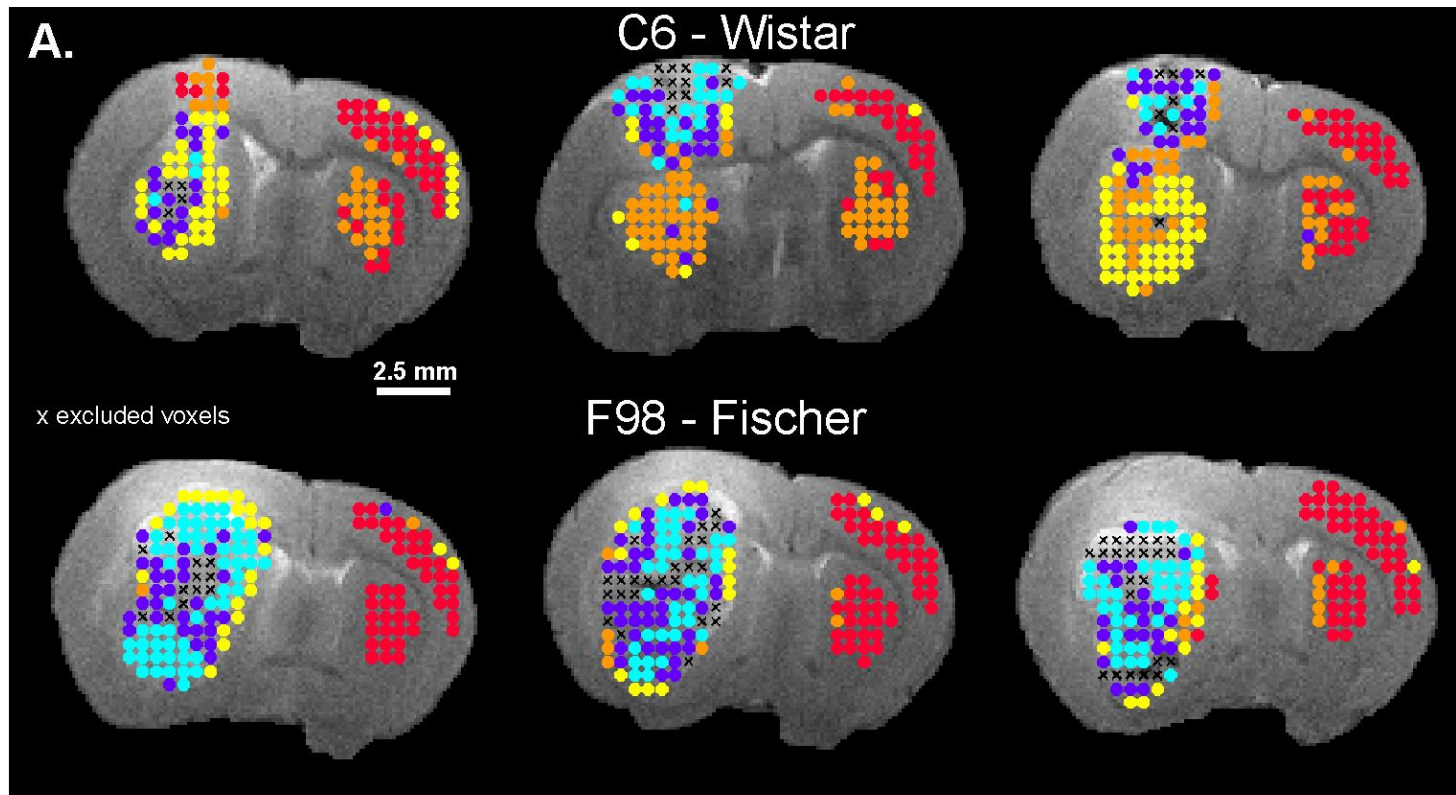 A.
C6 - Wistar
2.5 mm
x excluded voxels
F98 - Fischer